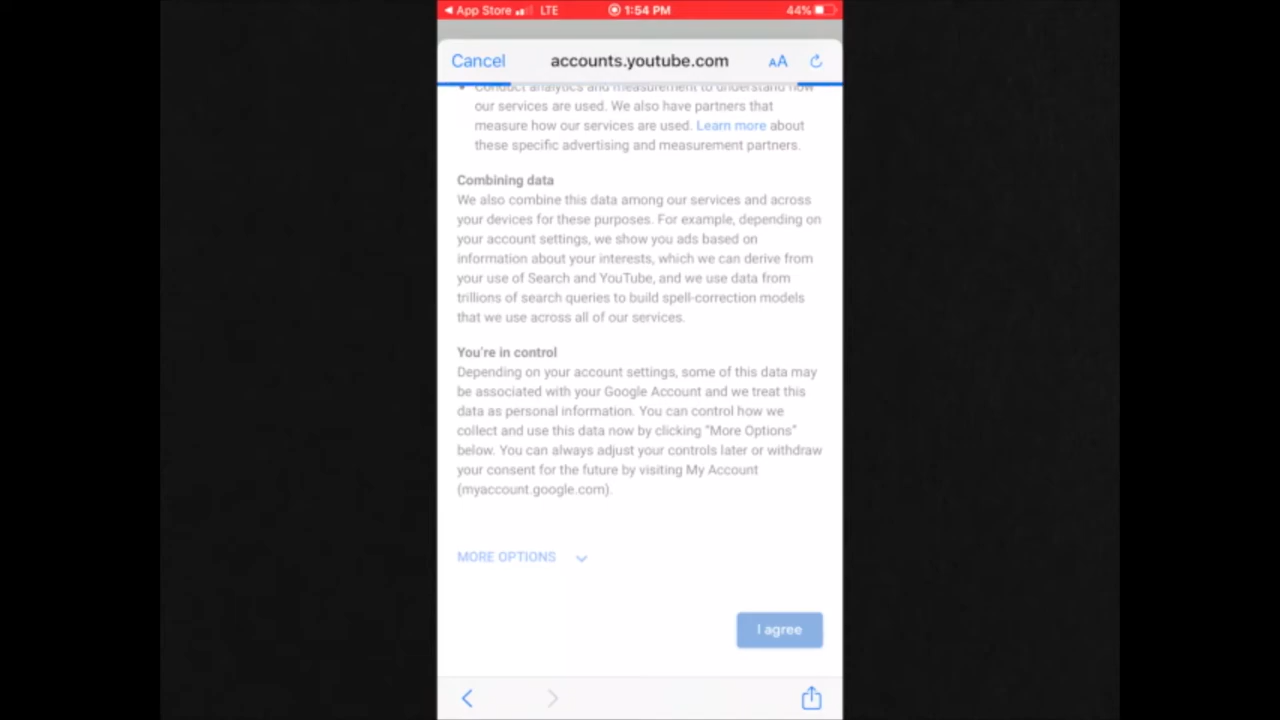 App Store LTE 1:54 PM 44%
Cancel accounts.youtube.com AA
Conduct analytics and measurement to understand how
our services are used. We also have partners that
measure how our services are used. Learn more about
these specific advertising and measurement partners.
Combining data
We also combine this data among our services and across
your devices for these purposes. For example, depending on
your account settings, we show you ads based on
information about your interests, which we can derive from
your use of Search and YouTube, and we use data from
trillions of search queries to build spell-correction models
that we use across all of our services.
You're in control
Depending on your account settings, some of this data may
be associated with your Google Account and we treat this
data as personal information. You can control how we
collect and use this data now by clicking “More Options”
below. You can always adjust your controls later or withdraw
your consent for the future by visiting My Account
(myaccount.google.com).
MORE OPTIONS
I agree